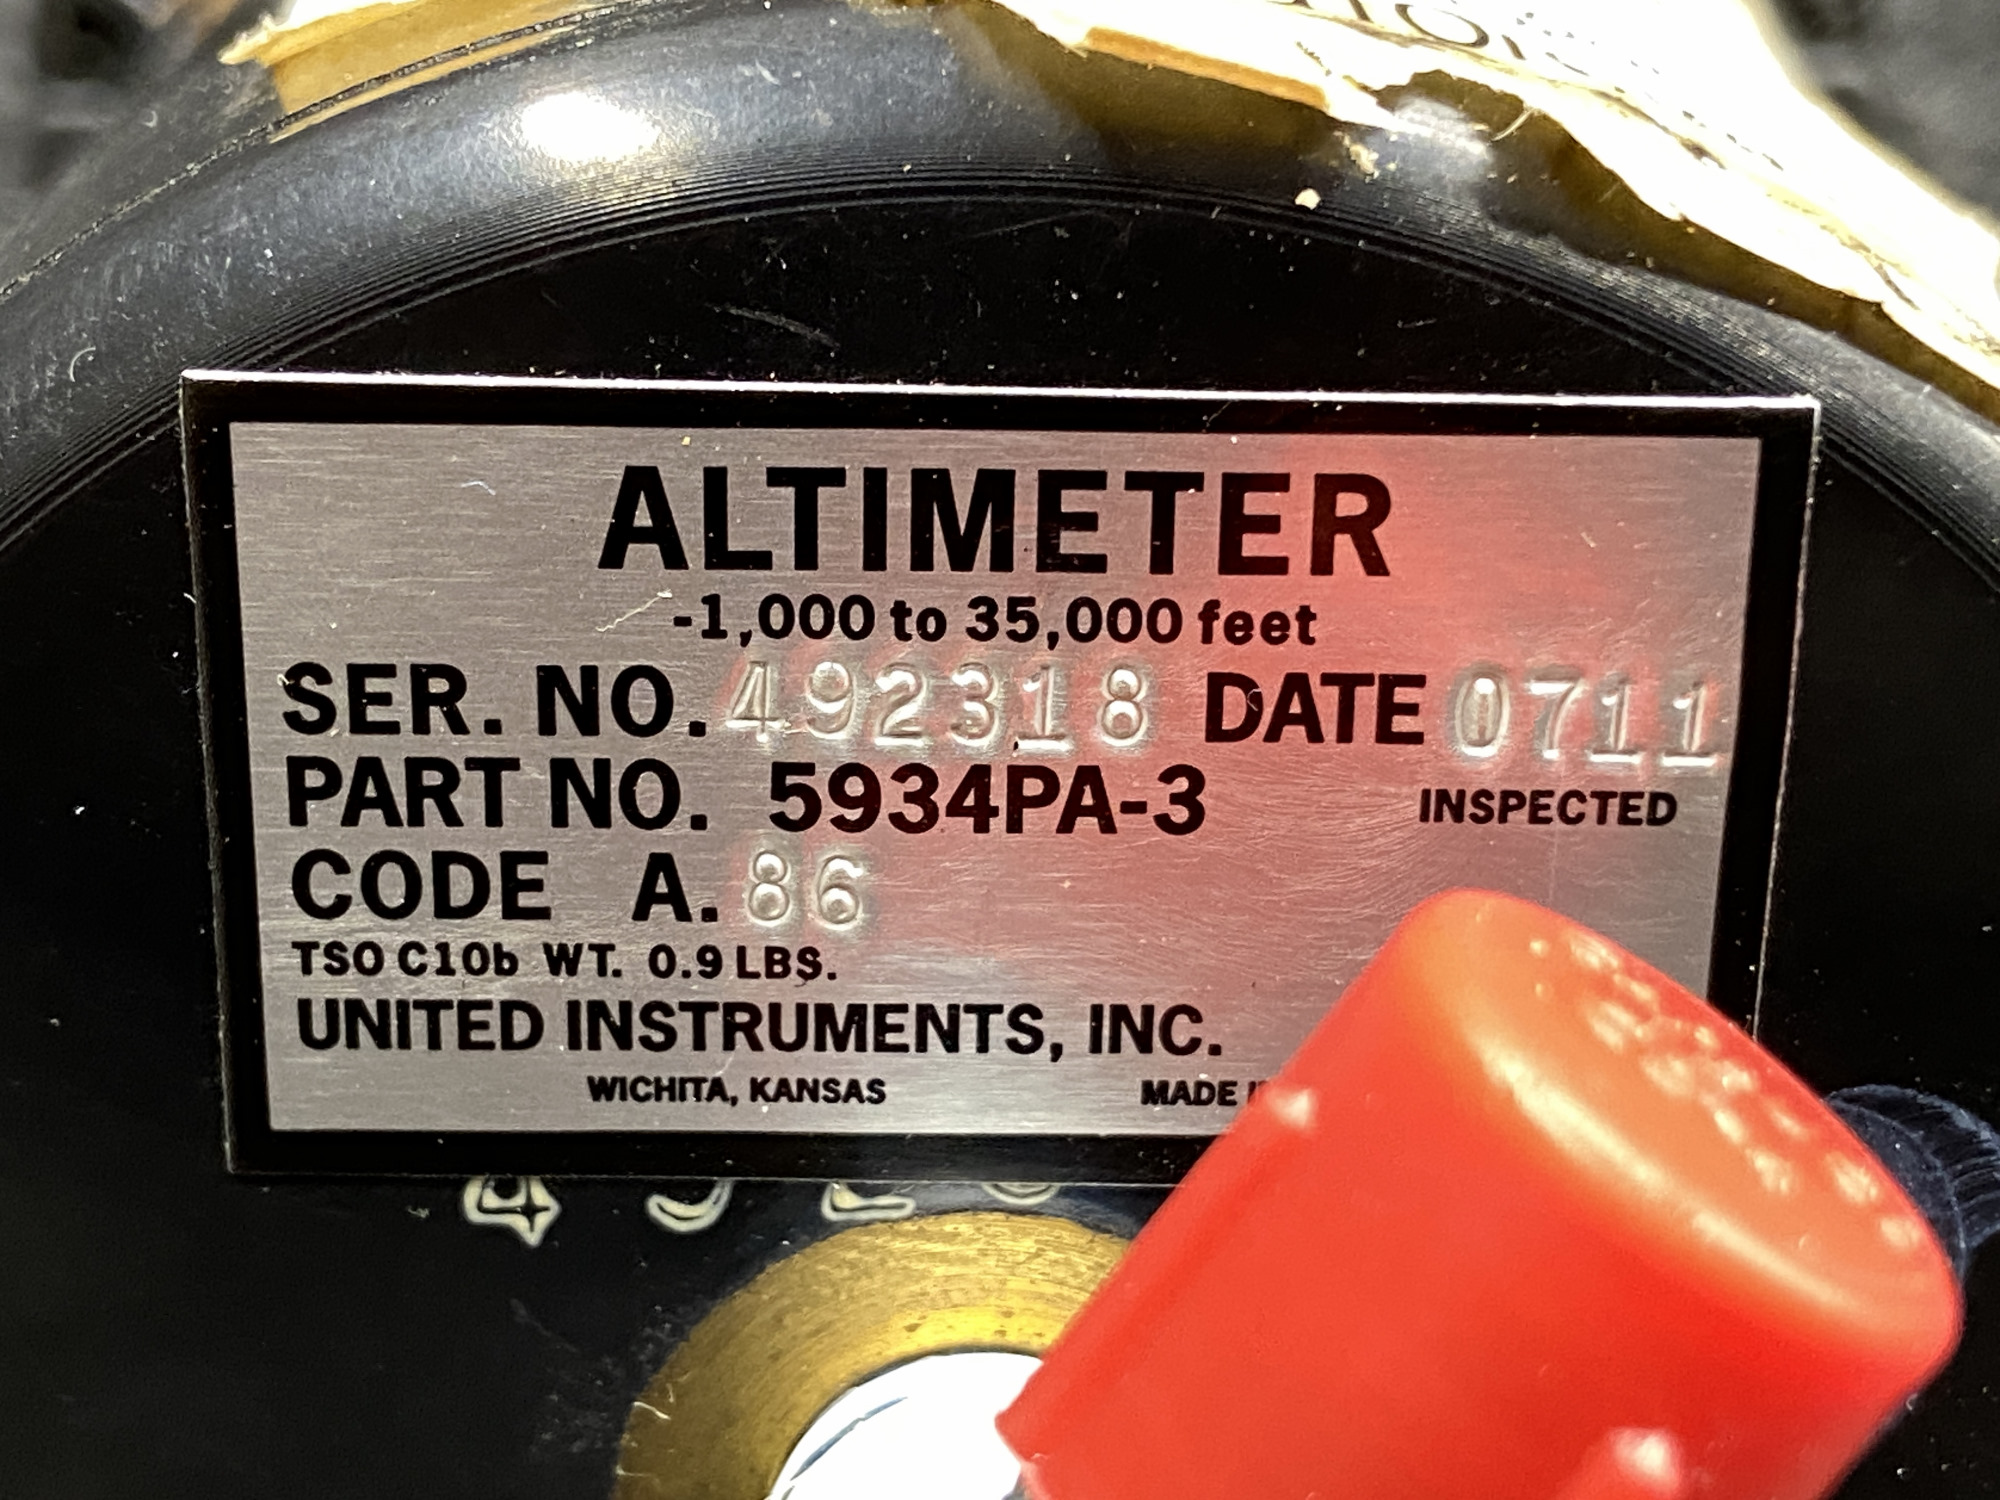 ALTIMETER
-1,000 to 35,000 feet
SER. NO. 492318 DATE 0711
PART NO. 5934PA-3 INSPECTED
CODE A. 86
TSO C10b WT. 0.9 LBS.
UNITED INSTRUMENTS, INC.
WICHITA, KANSAS MADE